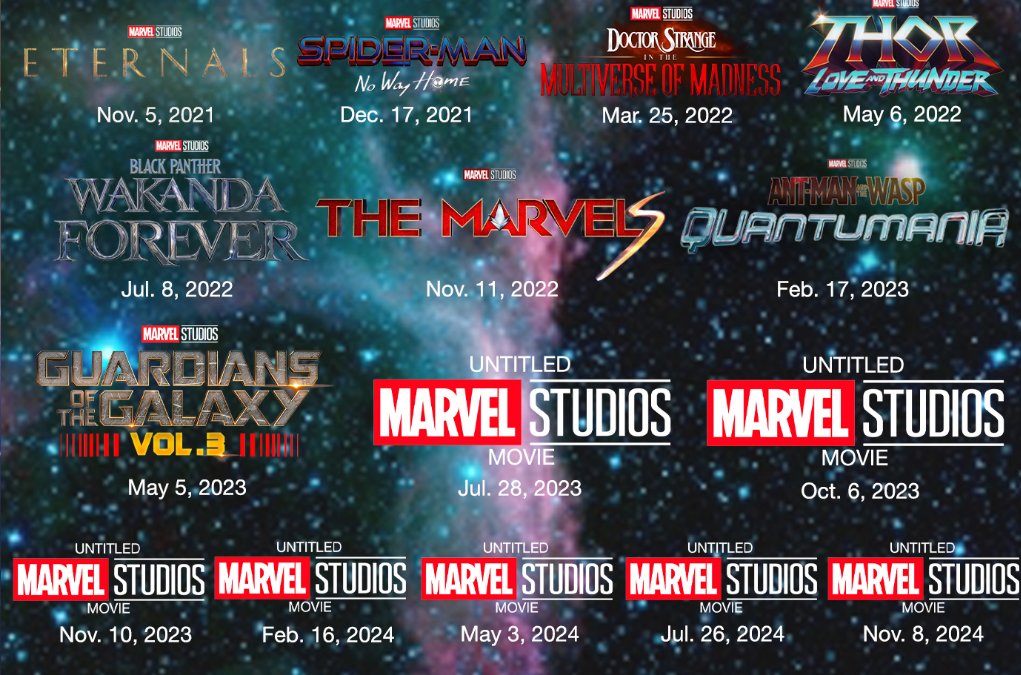 MARVEL STUDIOS
ETERNALS
Nov. 5, 2021
MARVEL STUDIOS
SPIDER-MAN
No Way Home
Dec. 17, 2021
MARVEL STUDIOS
DOCTOR STRANGE
IN THE
MULTIVERSE OF MADNESS
Mar. 25, 2022
MARVEL STUDIOS
THOR
LOVE AND THUNDER
May 6, 2022
MARVEL STUDIOS
BLACK PANTHER
WAKANDA
FOREVER
Jul. 8, 2022
MARVEL STUDIOS
THE MARVELS
Nov. 11, 2022
MARVEL STUDIOS
ANT-MAN AND THE WASP
QUANTUMANIA
Feb. 17, 2023
MARVEL STUDIOS
GUARDIANS
OF THE GALAXY
VOL.3
May 5, 2023
UNTITLED
MARVEL STUDIOS
MOVIE
Jul. 28, 2023
UNTITLED
MARVEL STUDIOS
MOVIE
Oct. 6, 2023
UNTITLED
MARVEL STUDIOS
MOVIE
Nov. 10, 2023
UNTITLED
MARVEL STUDIOS
MOVIE
Feb. 16, 2024
UNTITLED
MARVEL STUDIOS
MOVIE
May 3, 2024
UNTITLED
MARVEL STUDIOS
MOVIE
Jul. 26, 2024
UNTITLED
MARVEL STUDIOS
MOVIE
Nov. 8, 2024